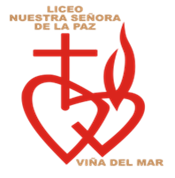 LICEO
NUESTRA SEÑORA
DE LA PAZ
VIÑA DEL MAR